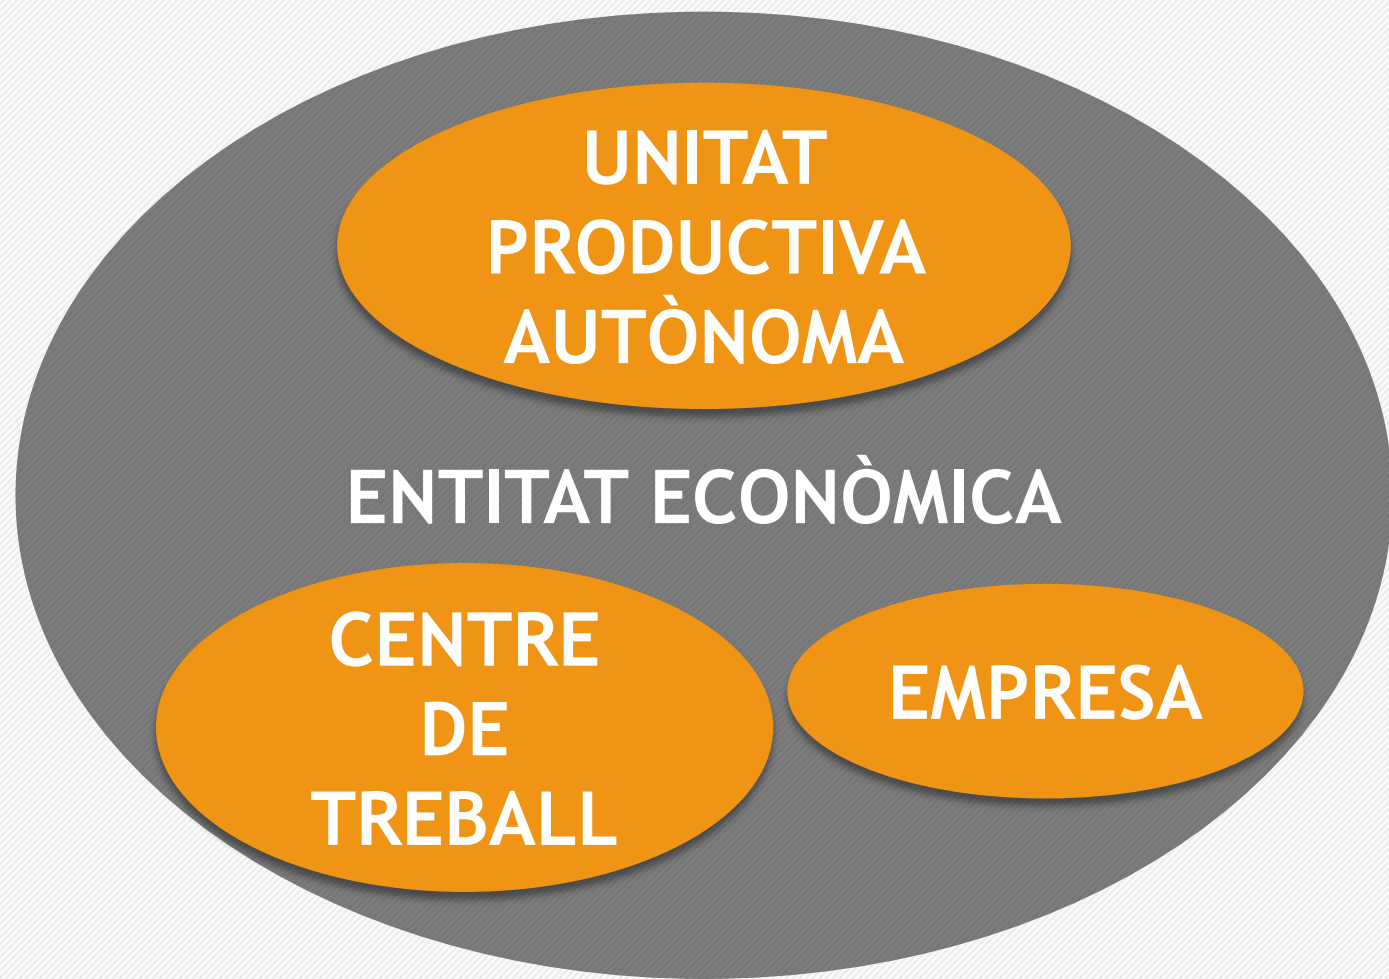 UNITAT
PRODUCTIVA
AUTÒNOMA
ENTITAT ECONÒMICA
CENTRE
DE
TREBALL
EMPRESA